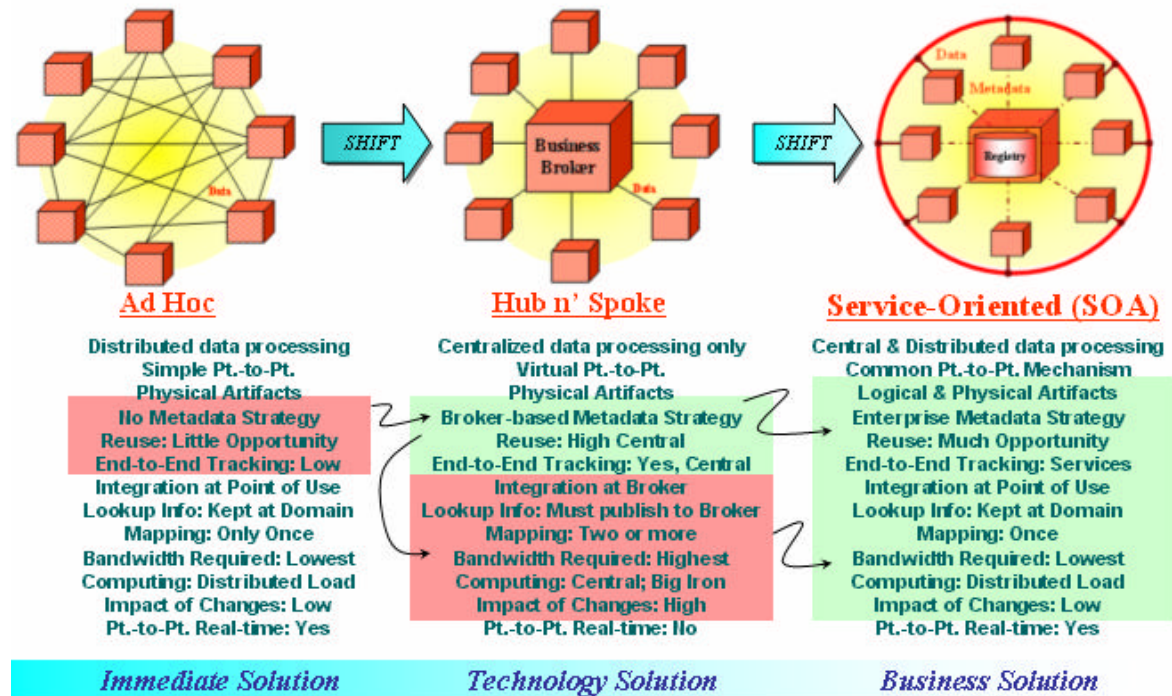 Data
SHIFT
Business
Broker
Data
SHIFT
Data
Metadata
Registry
Ad Hoc
Distributed data processing
Simple Pt.-to-Pt.
Physical Artifacts
No Metadata Strategy
Reuse: Little Opportunity
End-to-End Tracking: Low
Integration at Point of Use
Lookup Info: Kept at Domain
Mapping: Only Once
Bandwidth Required: Lowest
Computing: Distributed Load
Impact of Changes: Low
Pt.-to-Pt. Real-time: Yes
Hub n' Spoke
Centralized data processing only
Virtual Pt.-to-Pt.
Physical Artifacts
Broker-based Metadata Strategy
Reuse: High Central
End-to-End Tracking: Yes, Central
Integration at Broker
Lookup Info: Must publish to Broker
Mapping: Two or more
Bandwidth Required: Highest
Computing: Central; Big Iron
Impact of Changes: High
Pt.-to-Pt. Real-time: No
Service-Oriented (SOA)
Central & Distributed data processing
Common Pt.-to-Pt. Mechanism
Logical & Physical Artifacts
Enterprise Metadata Strategy
Reuse: Much Opportunity
End-to-End Tracking: Services
Integration at Point of Use
Lookup Info: Kept at Domain
Mapping: Once
Bandwidth Required: Lowest
Computing: Distributed Load
Impact of Changes: Low
Pt.-to-Pt. Real-time: Yes
Immediate Solution
Technology Solution
Business Solution